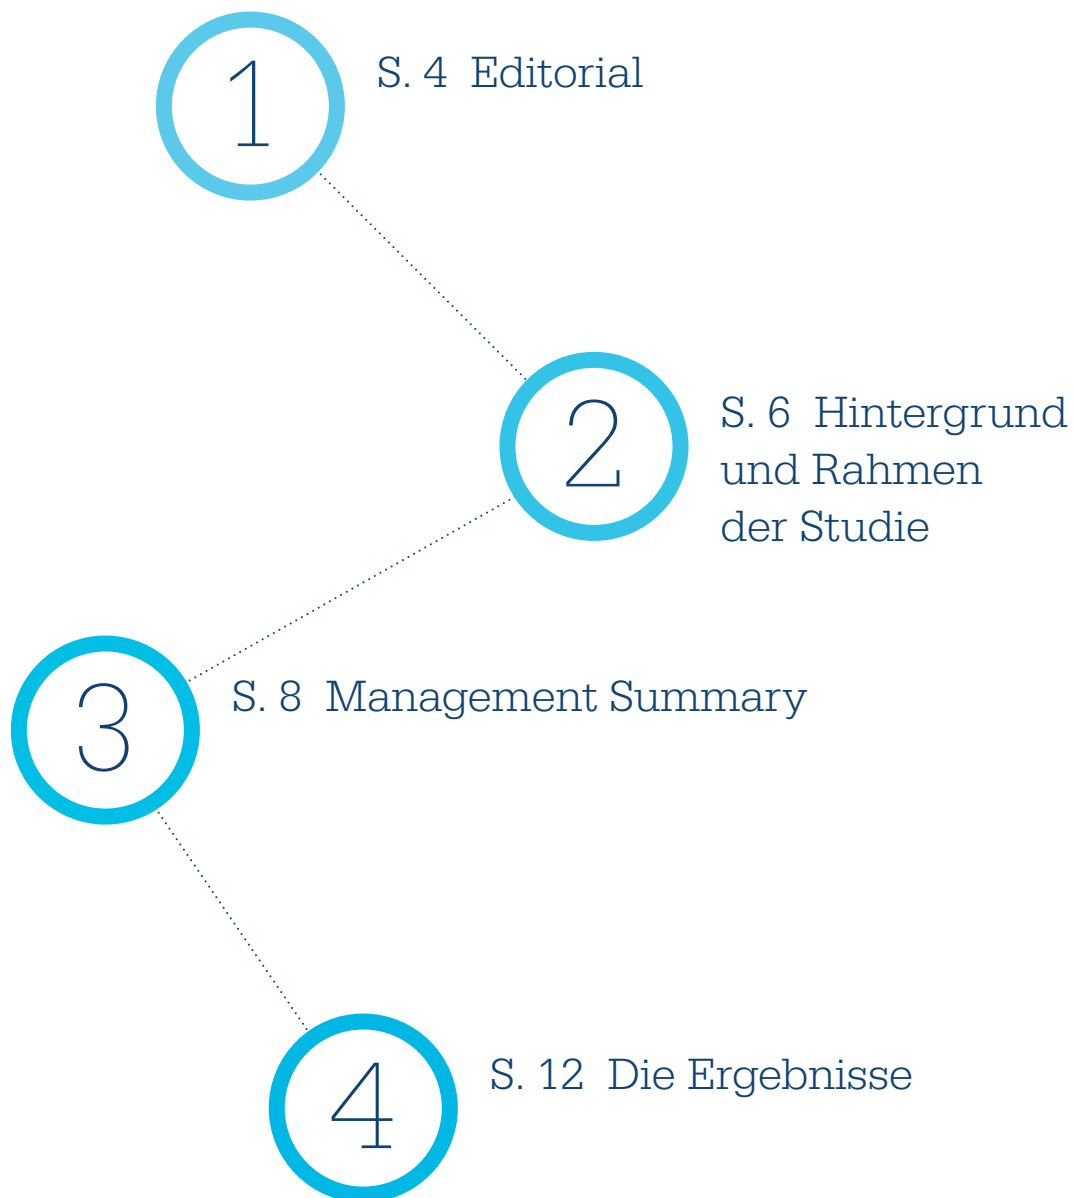 1
S. 4 Editorial
2
S. 6 Hintergrund
und Rahmen
der Studie
3
S. 8 Management Summary
4
S. 12 Die Ergebnisse